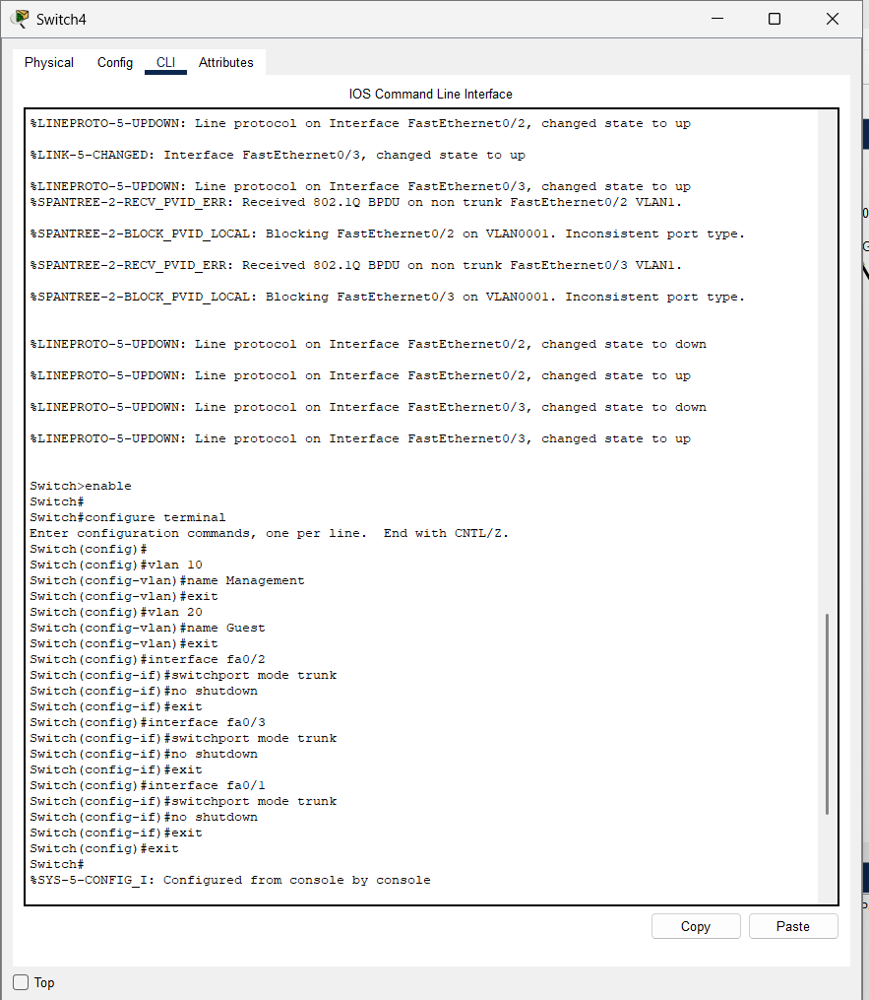 Switch4
Physical Config CLI Attributes
IOS Command Line Interface
%LINEPROTO-5-UPDOWN: Line protocol on Interface FastEthernet0/2, changed state to up
%LINK-5-CHANGED: Interface FastEthernet0/3, changed state to up
%LINEPROTO-5-UPDOWN: Line protocol on Interface FastEthernet0/3, changed state to up
%SPANTREE-2-RECV_PVID_ERR: Received 802.1Q BPDU on non trunk FastEthernet0/2 VLAN1.
%SPANTREE-2-BLOCK_PVID_LOCAL: Blocking FastEthernet0/2 on VLAN0001. Inconsistent port type.
%SPANTREE-2-RECV_PVID_ERR: Received 802.1Q BPDU on non trunk FastEthernet0/3 VLAN1.
%SPANTREE-2-BLOCK_PVID_LOCAL: Blocking FastEthernet0/3 on VLAN0001. Inconsistent port type.
%LINEPROTO-5-UPDOWN: Line protocol on Interface FastEthernet0/2, changed state to down
%LINEPROTO-5-UPDOWN: Line protocol on Interface FastEthernet0/2, changed state to up
%LINEPROTO-5-UPDOWN: Line protocol on Interface FastEthernet0/3, changed state to down
%LINEPROTO-5-UPDOWN: Line protocol on Interface FastEthernet0/3, changed state to up
Switch>enable
Switch#
Switch#configure terminal
Enter configuration commands, one per line.  End with CNTL/Z.
Switch(config)#
Switch(config)#vlan 10
Switch(config-vlan)#name Management
Switch(config-vlan)#exit
Switch(config)#vlan 20
Switch(config-vlan)#name Guest
Switch(config-vlan)#exit
Switch(config)#interface fa0/2
Switch(config-if)#switchport mode trunk
Switch(config-if)#no shutdown
Switch(config-if)#exit
Switch(config)#interface fa0/3
Switch(config-if)#switchport mode trunk
Switch(config-if)#no shutdown
Switch(config-if)#exit
Switch(config)#interface fa0/1
Switch(config-if)#switchport mode trunk
Switch(config-if)#no shutdown
Switch(config-if)#exit
Switch(config)#exit
Switch#
%SYS-5-CONFIG_I: Configured from console by console
Copy Paste
Top